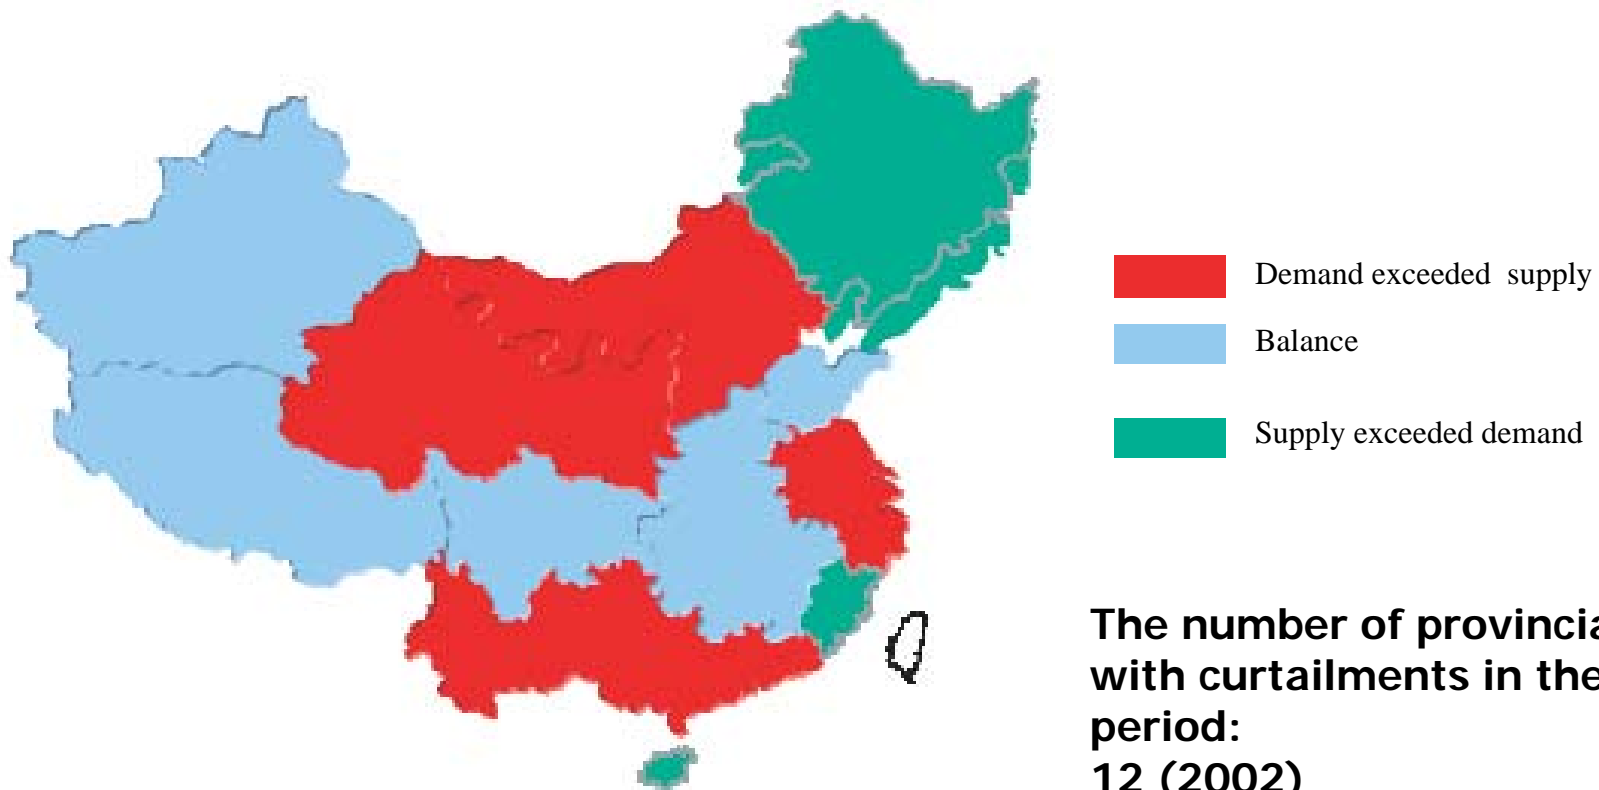 Demand exceeded supply
Balance
Supply exceeded demand
The number of provincia
with curtailments in the
period:
12 (2002)